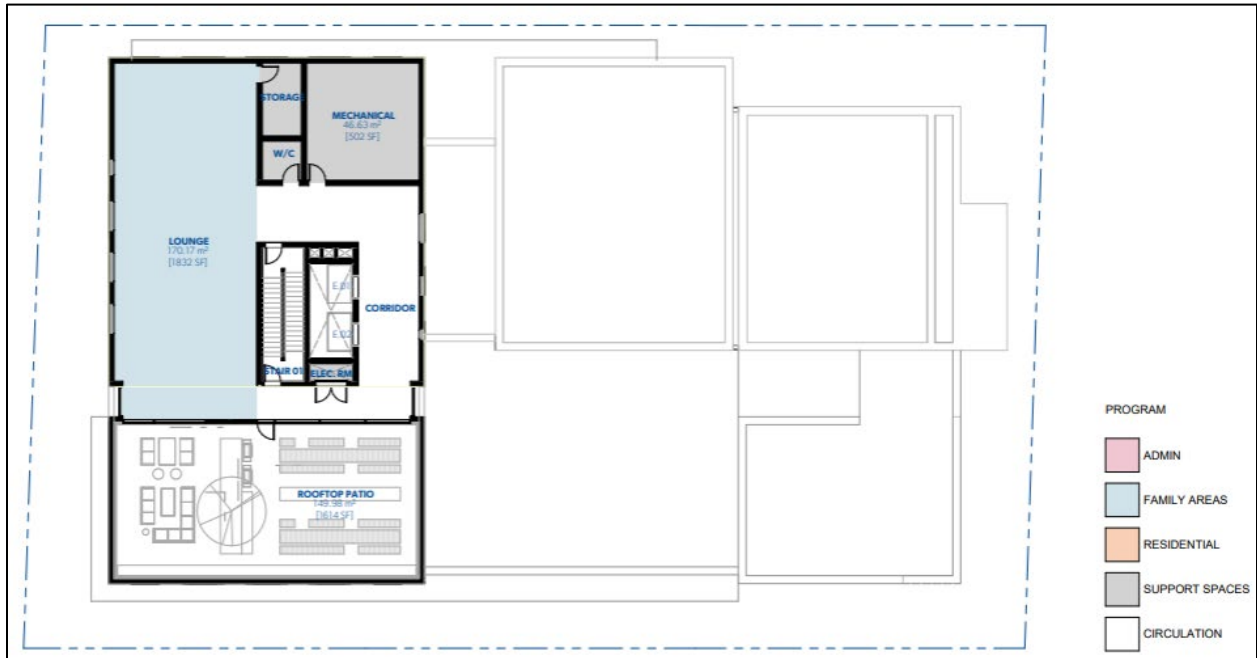 STORAGE
MECHANICAL
46.63 m²
[502 SF]
W/C
LOUNGE
170.17 m²
[1832 SF]
E.01
CORRIDOR
E.02
STAIR 01
ELEC. RM
ROOFTOP PATIO
149.98 m²
[1614 SF]
PROGRAM
ADMIN
FAMILY AREAS
RESIDENTIAL
SUPPORT SPACES
CIRCULATION